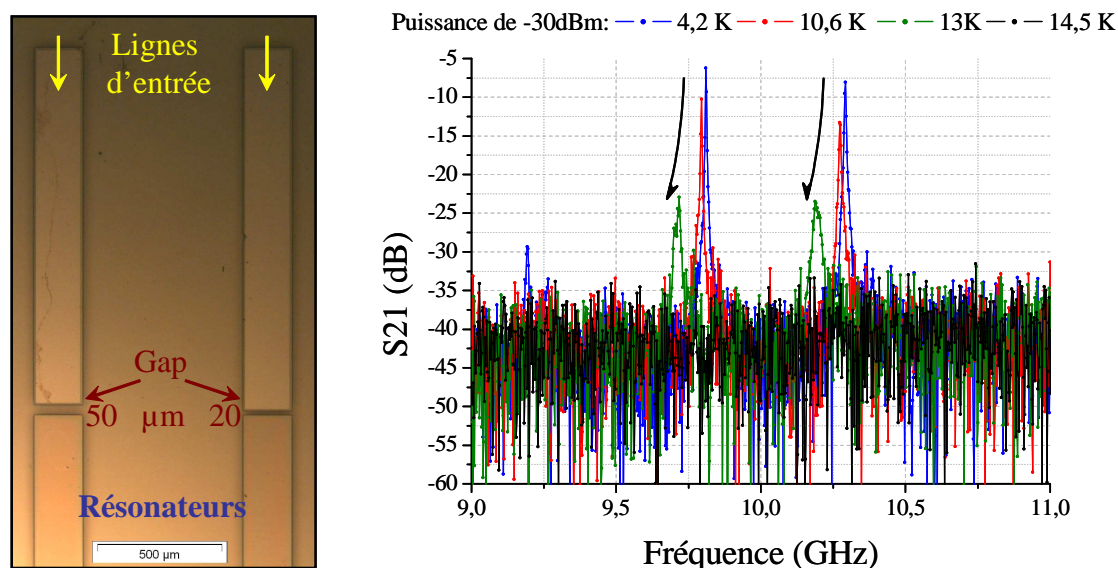 Lignes
d'entrée
Gap
50 µm 20
Résonateurs
500 µm
Puissance de -30dBm: 4,2 K 10,6 K 13K 14,5 K
S21 (dB)
-5
-10
-15
-20
-25
-30
-35
-40
-45
-50
-55
-60
9,0 9,5 10,0 10,5 11,0
Fréquence (GHz)